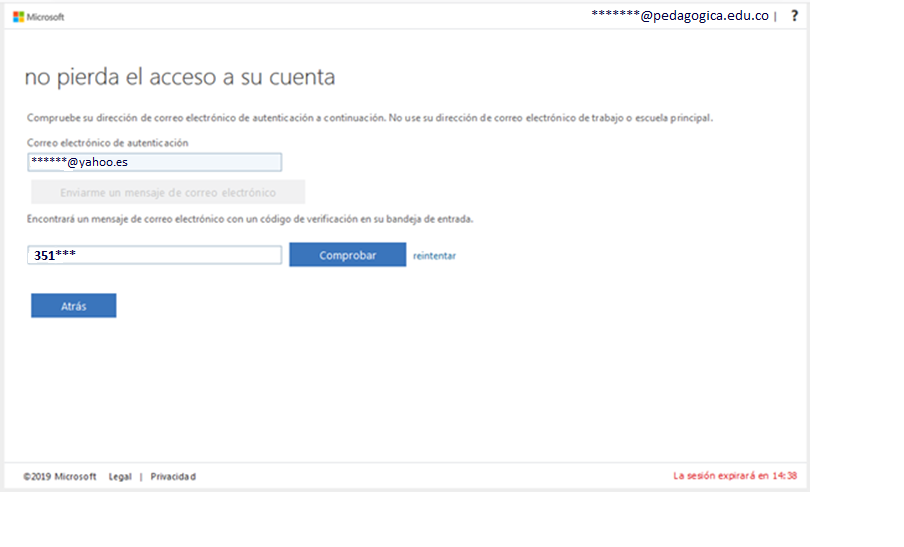 Microsoft
*******@pedagogica.edu.co | ?
no pierda el acceso a su cuenta
Compruebe su dirección de correo electrónico de autenticación a continuación. No use su dirección de correo electrónico de trabajo o escuela principal.
Correo electrónico de autenticación
******@yahoo.es
Enviarme un mensaje de correo electrónico
Encontrará un mensaje de correo electrónico con un código de verificación en su bandeja de entrada.
351***
Comprobar
reintentar
Atrás
©2019 Microsoft Legal | Privacidad
La sesión expirará en 14:38